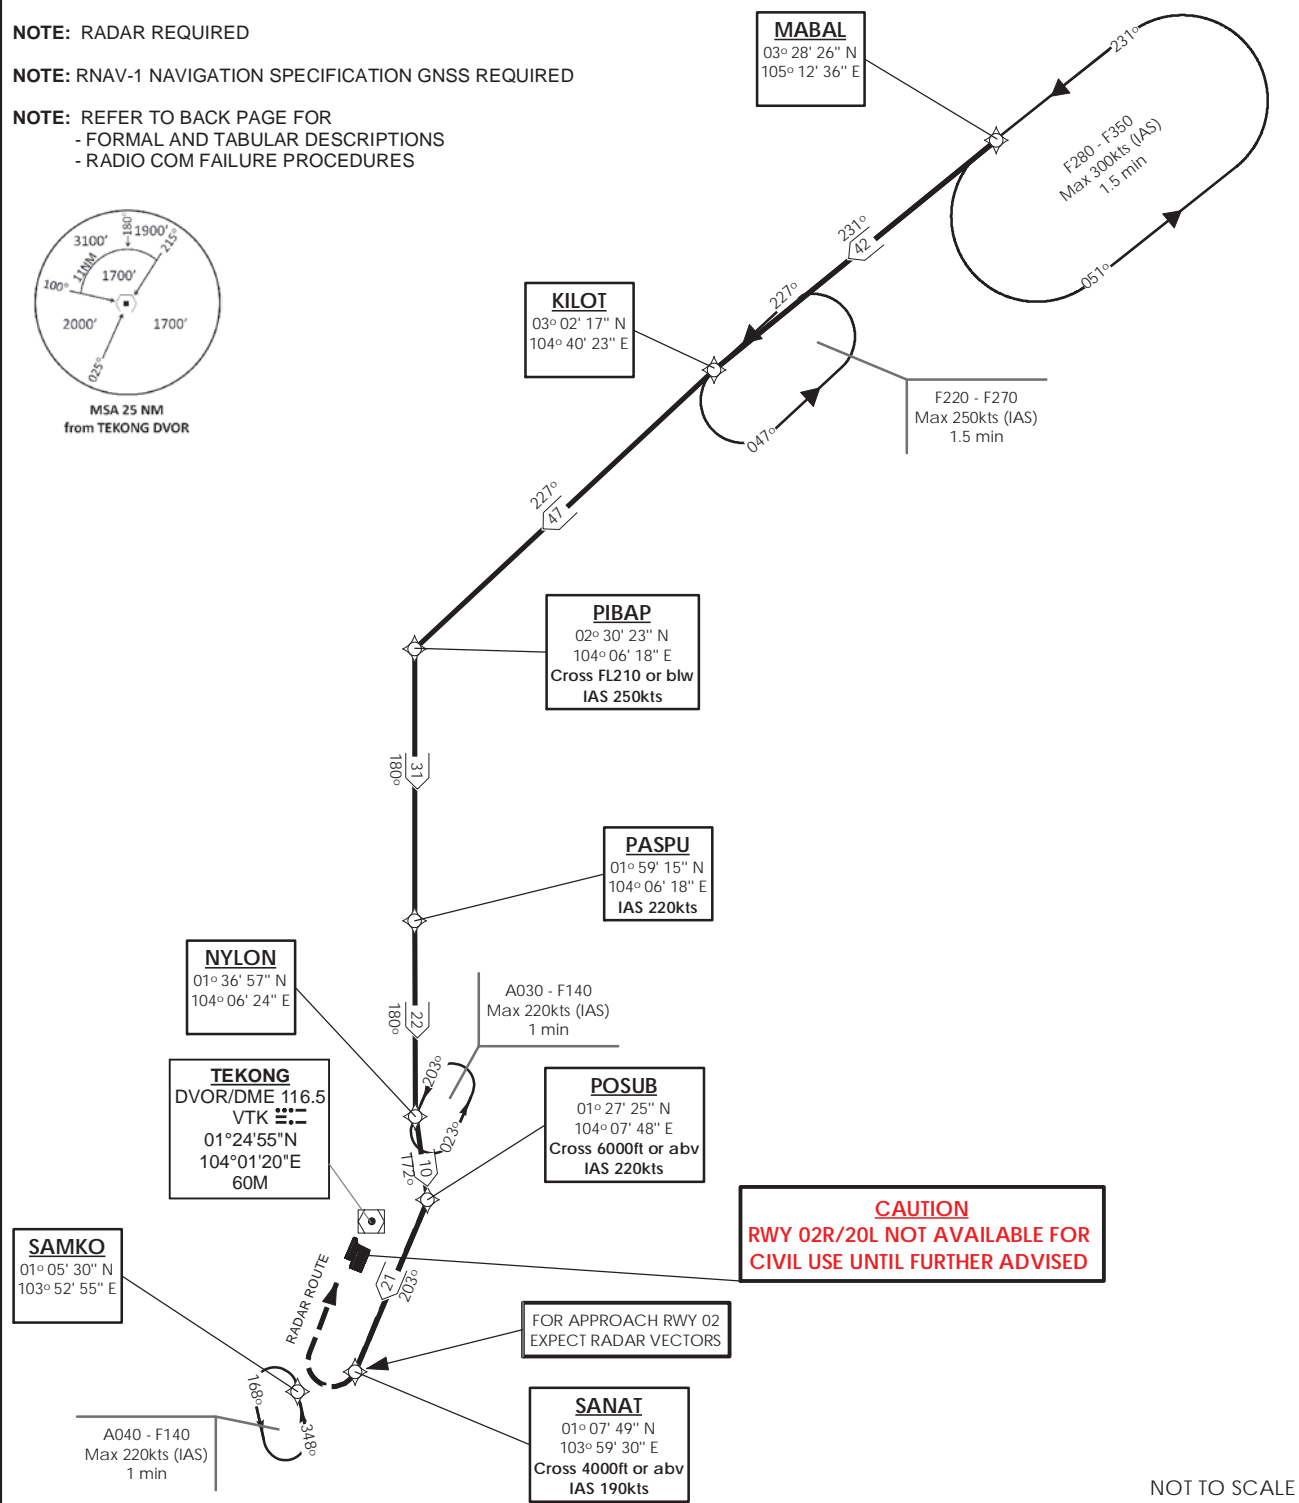 NOTE: RADAR REQUIRED
NOTE: RNAV-1 NAVIGATION SPECIFICATION GNSS REQUIRED
NOTE: REFER TO BACK PAGE FOR
- FORMAL AND TABULAR DESCRIPTIONS
- RADIO COM FAILURE PROCEDURES
3100'
180°
1900'
215°
11NM
1700'
100°
2000'
1700'
025°
MSA 25 NM
from TEKONG DVOR
MABAL
03° 28' 26" N
105° 12' 36" E
231°
F280 - F350
Max 300kts (IAS)
1.5 min
051°
231°
42
KILOT
03° 02' 17" N
104° 40' 23" E
227°
047°
F220 - F270
Max 250kts (IAS)
1.5 min
227°
47
PIBAP
02° 30' 23" N
104° 06' 18" E
Cross FL210 or blw
IAS 250kts
31
180°
PASPU
01° 59' 15" N
104° 06' 18" E
IAS 220kts
NYLON
01° 36' 57" N
104° 06' 24" E
22
180°
A030 - F140
Max 220kts (IAS)
1 min
203°
023°
TEKONG
DVOR/DME 116.5
VTK
01°24'55"N
104°01'20"E
60M
10
172°
POSUB
01° 27' 25" N
104° 07' 48" E
Cross 6000ft or abv
IAS 220kts
CAUTION
RWY 02R/20L NOT AVAILABLE FOR
CIVIL USE UNTIL FURTHER ADVISED
SAMKO
01° 05' 30" N
103° 52' 55" E
RADAR ROUTE
21
203°
FOR APPROACH RWY 02
EXPECT RADAR VECTORS
168°
348°
A040 - F140
Max 220kts (IAS)
1 min
SANAT
01° 07' 49" N
103° 59' 30" E
Cross 4000ft or abv
IAS 190kts
NOT TO SCALE